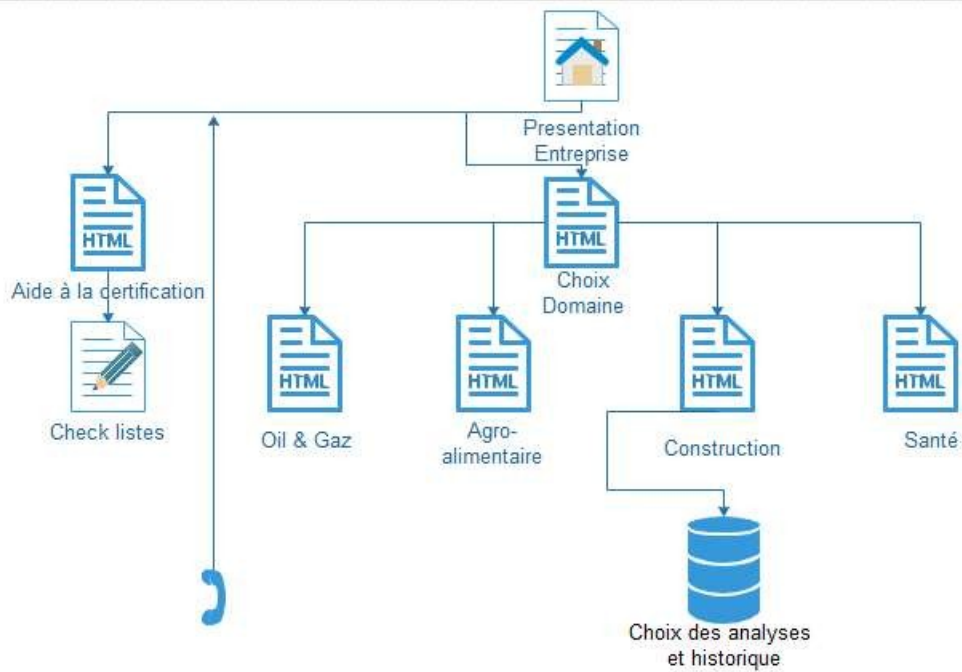 Presentation
Entreprise
HTML
Aide à la certification
HTML
Choix
Domaine
Check listes
HTML
Oil & Gaz
HTML
Agro-
alimentaire
HTML
Construction
HTML
Santé
Choix des analyses
et historique